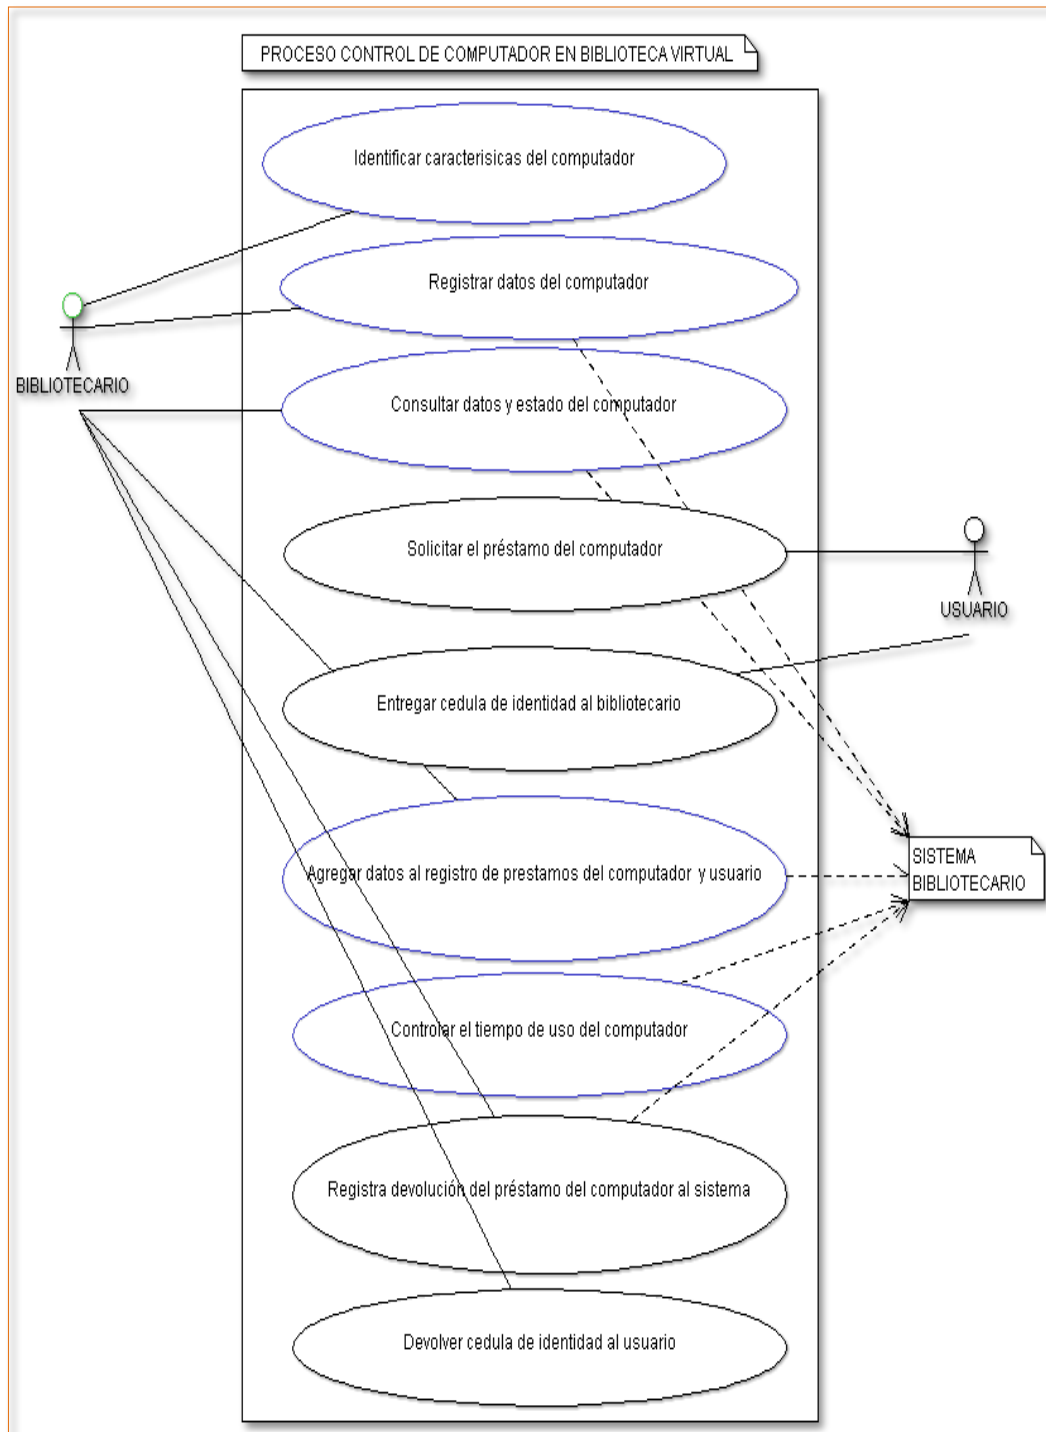 PROCESO CONTROL DE COMPUTADOR EN BIBLIOTECA VIRTUAL
Identificar caracterisicas del computador
Registrar datos del computador
BIBLIOTECARIO
Consultar datos y estado del computador
Solicitar el préstamo del computador
USUARIO
Entregar cedula de identidad al bibliotecario
SISTEMA
BIBLIOTECARIO
Agregar datos al registro de prestamos del computador y usuario
Controlar el tiempo de uso del computador
Registra devolución del préstamo del computador al sistema
Devolver cedula de identidad al usuario